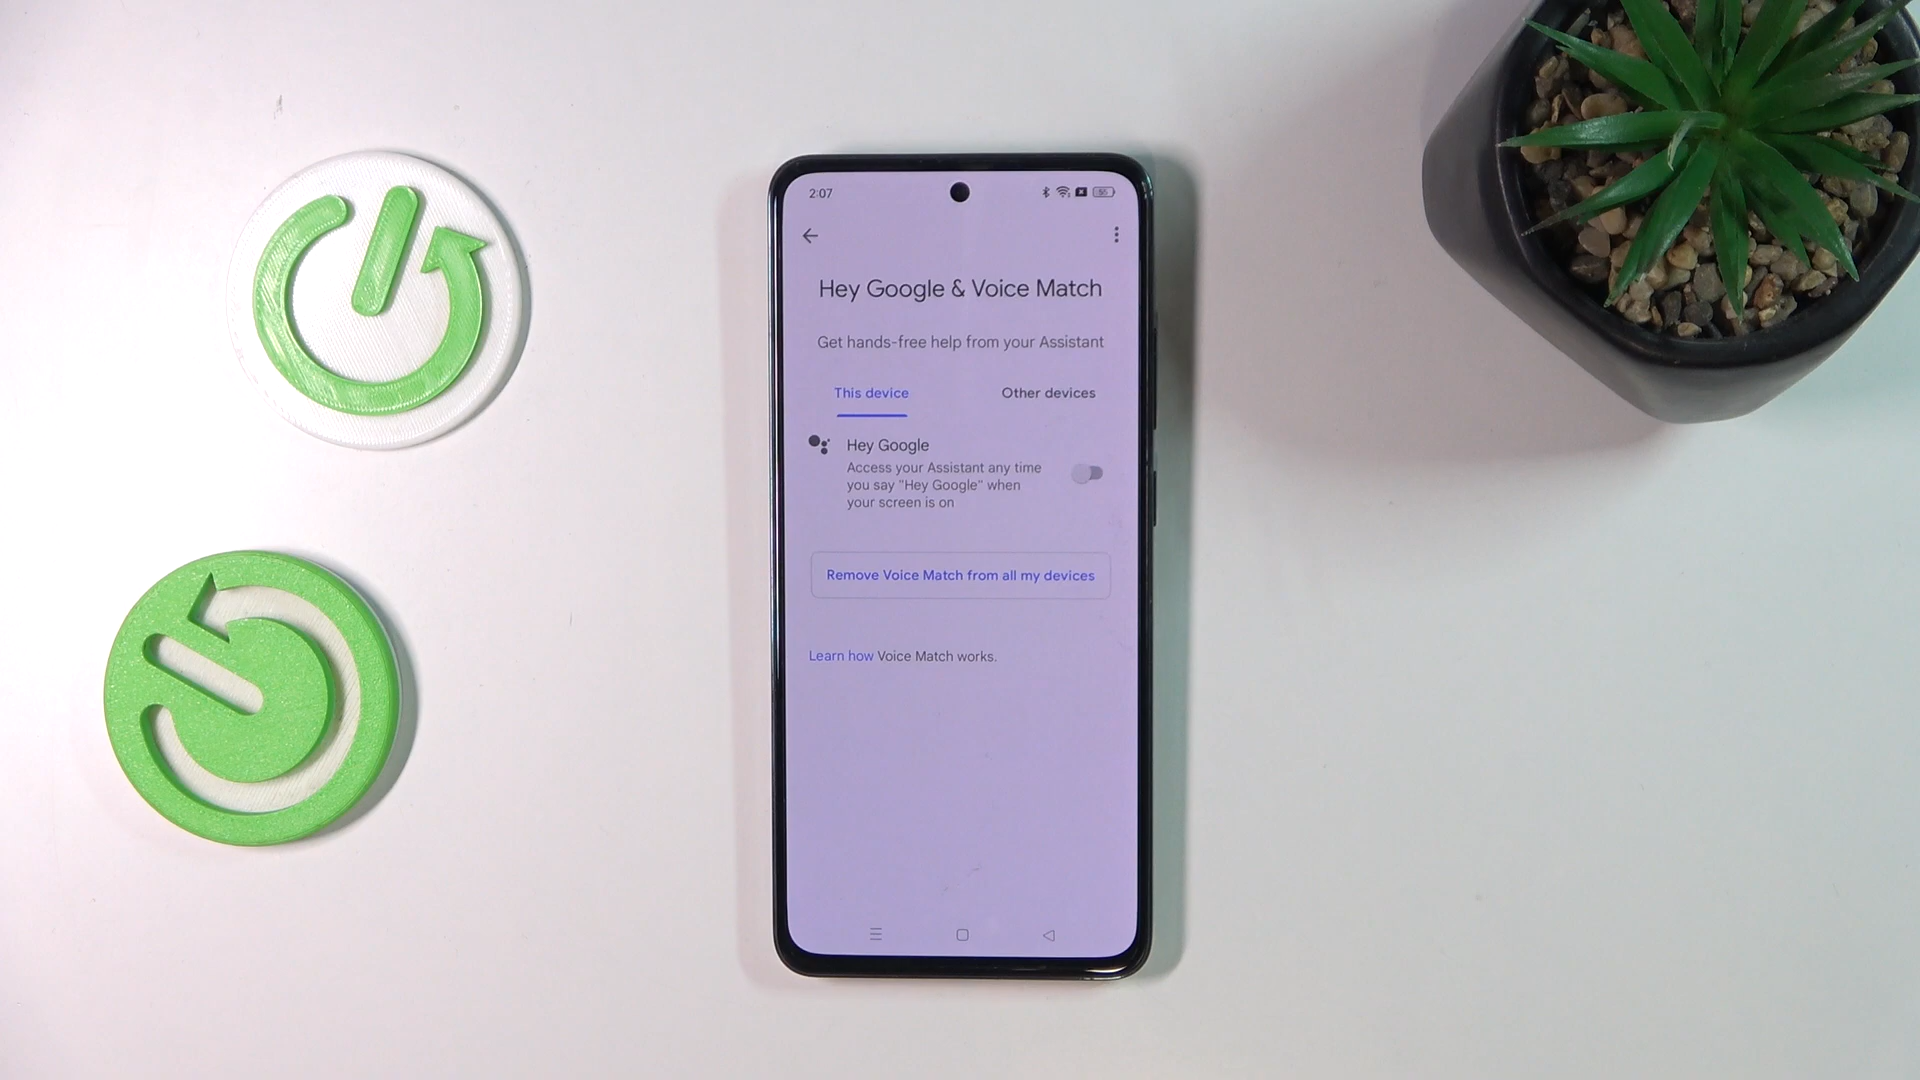 2:07
Hey Google & Voice Match
Get hands-free help from your Assistant
This device
Other devices
Hey Google
Access your Assistant any time
you say "Hey Google" when
your screen is on
Remove Voice Match from all my devices
Learn how Voice Match works.